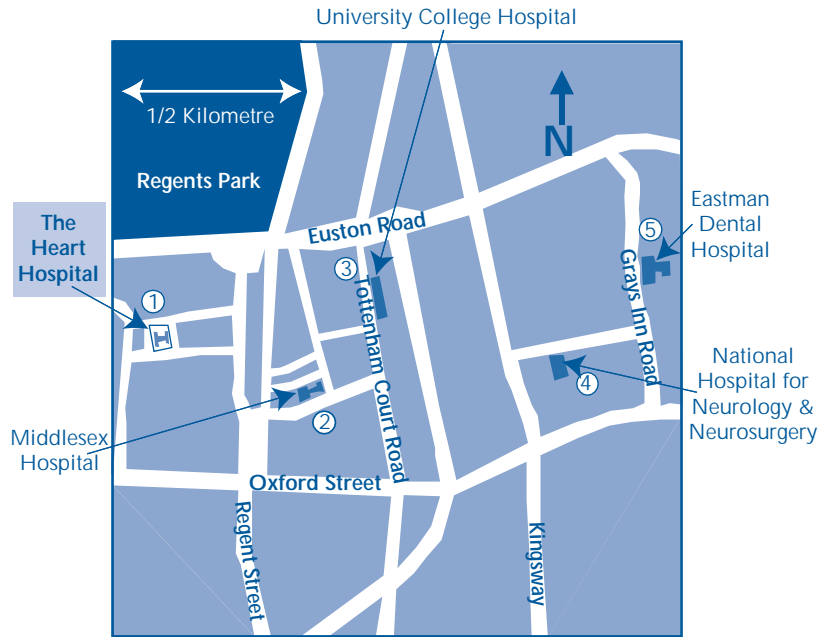 University College Hospital
1/2 Kilometre
Regents Park
N
The
Heart
Hospital
Euston Road
Eastman
Dental
Hospital
1
3
5
Tottenham Court Road
Grays Inn Road
National
Hospital for
Neurology &
Neurosurgery
4
2
Middlesex
Hospital
Oxford Street
Regent Street
Kingsway